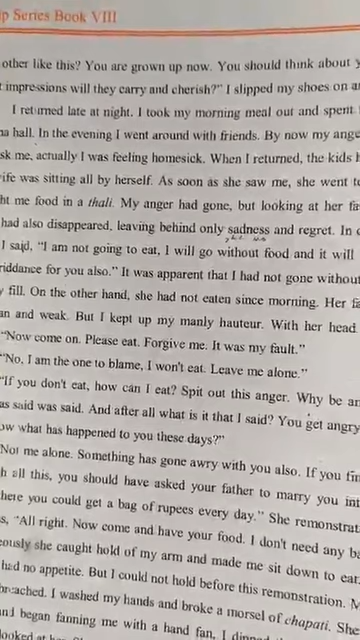 p Series Book VIII
other like this? You are grown up now. You should think about
impressions will they carry and cherish?" I slipped my shoes on
I returned late at night. I took my morning meal out and spent
hall. In the evening I went around with friends. By now my
sk me, actually I was feeling homesick. When I returned, the kids
ife was sitting all by herself. As soon as she saw me, she went
ht me food in a thali. My anger had gone, but looking at her
had also disappeared, leaving behind only sadness and regret. In
I said, "I am not going to eat, I will go without food and it will
riddance for you also." It was apparent that I had not gone without
fill. On the other hand, she had not eaten since morning. Her
an and weak. But I kept up my manly hauteur. With her head
"Now come on. Please eat. Forgive me. It was my fault."
"No, I am the one to blame, I won't eat. Leave me alone."
"If you don't eat, how can I eat? Spit out this anger. Why be
as said was said. And after all what is it that I said? You get angry
ow what has happened to you these days?"
Not me alone. Something has gone awry with you also. If you
h all this, you should have asked your father to marry you
here you could get a bag of rupees every day." She remonstrat
s, "All right. Now come and have your food. I don't need any
eously she caught hold of my arm and made me sit down to eat.
had no appetite. But I could not hold before this remonstration.
breached. I washed my hands and broke a morsel of chapati. She
and began fanning me with a hand fan, I
looked at